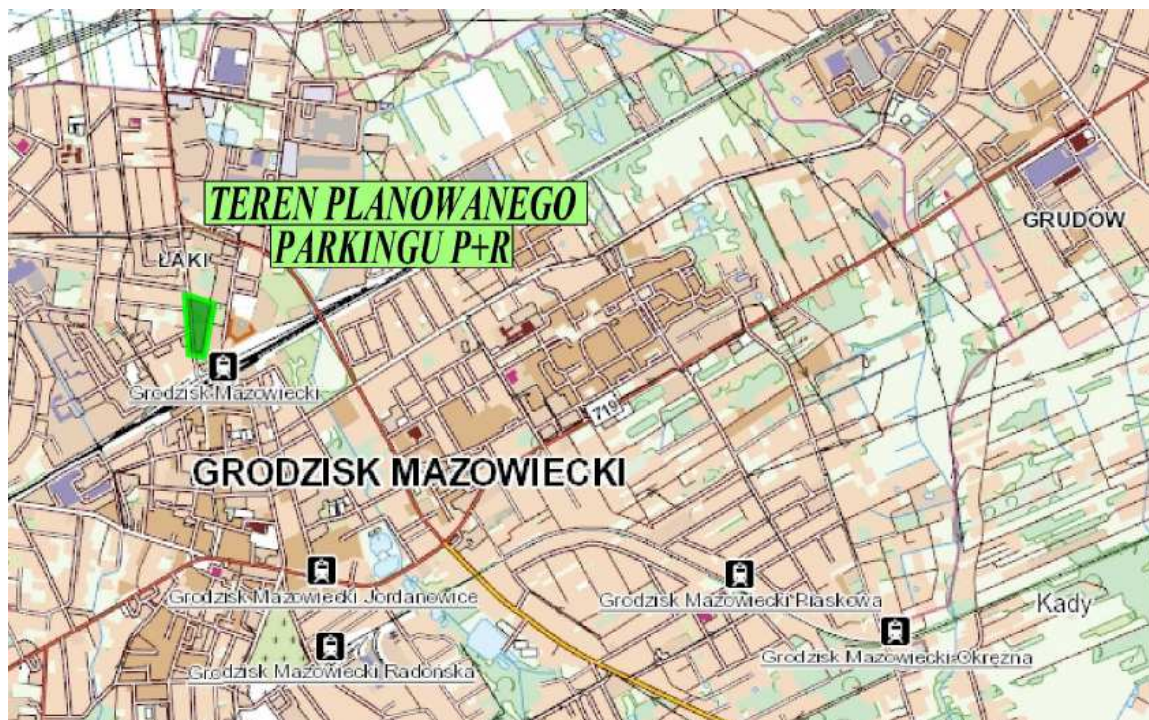 TEREN PLANOWANEGO
PARKINGU P+R
GRUDÓW
ŁĄKI
Grodzisk Mazowiecki
719
GRODZISK MAZOWIECKI
Grodzisk Mazowiecki Jordanowice
Grodzisk Mazowiecki Piaskowa
Kady
Grodzisk Mazowiecki Radońska
Grodzisk Mazowiecki Okrężna